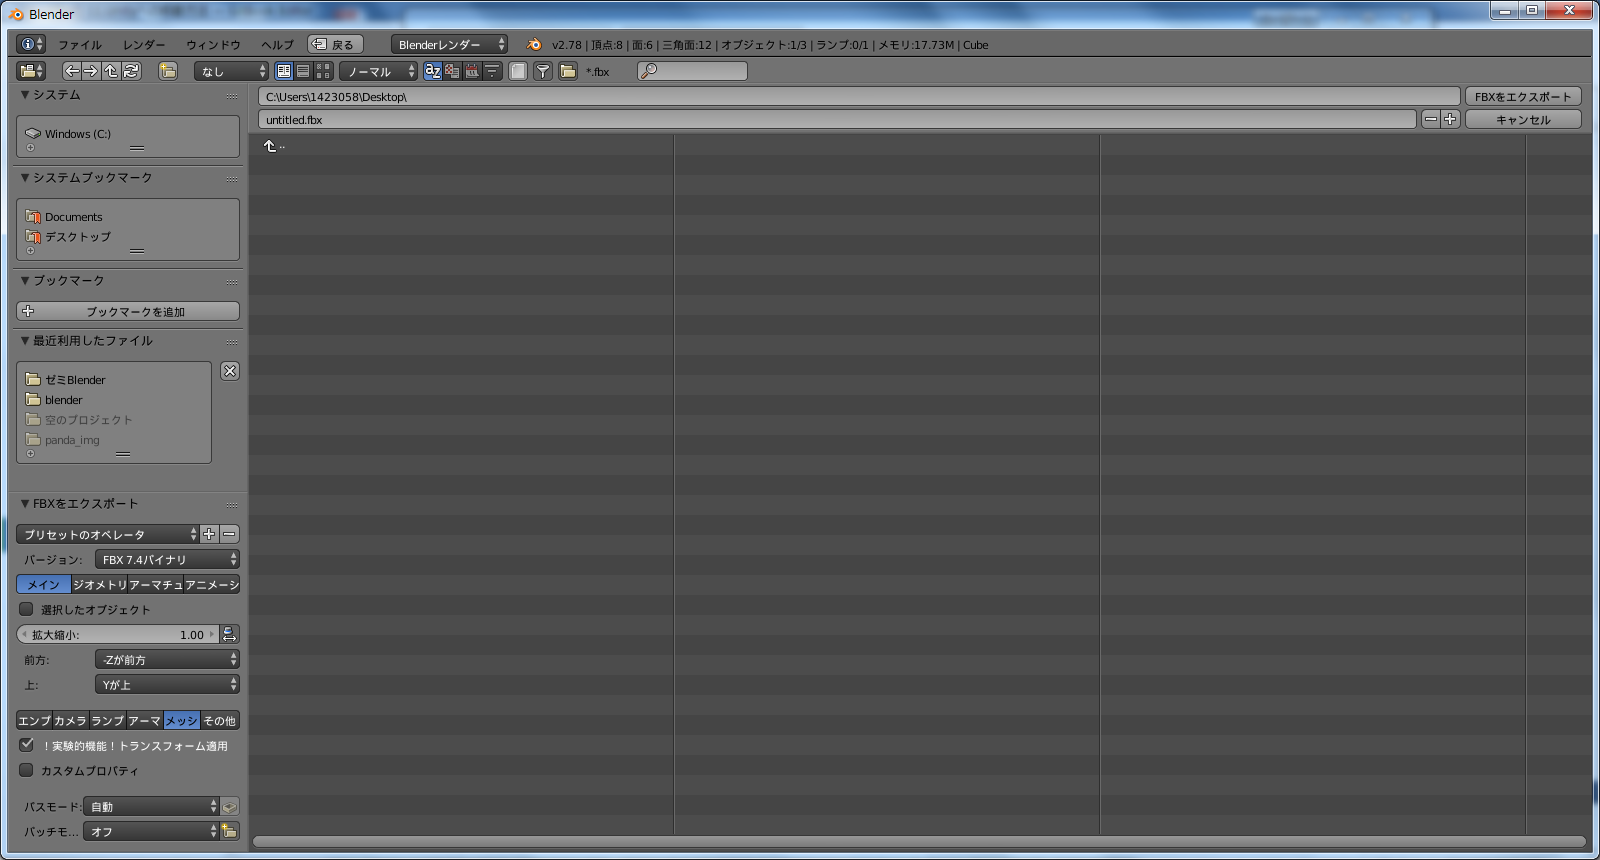 Blender
ファイル レンダー ウィンドウ ヘルプ 戻る Blenderレンダー v2.78 | 頂点:8 | 面:6 | 三角面:12 | オブジェクト:1/3 | ランプ:0/1 | メモリ:17.73M | Cube
なし ノーマル *.fbx
システム
Windows (C:)
システムブックマーク
Documents
デスクトップ
ブックマーク
ブックマークを追加
最近利用したファイル
ゼミBlender
blender
空のプロジェクト
panda_img
FBXをエクスポート
プリセットのオペレータ
バージョン: FBX 7.4バイナリ
メイン ジオメトリ アーマチュ アニメーシ
選択したオブジェクト
拡大縮小: 1.00
前方: -Zが前方
上: Yが上
エンプ カメラ ランプ アーマ メッシ その他
！実験的機能！トランスフォーム適用
カスタムプロパティ
パスモード: 自動
バッチモ... オフ
C:\Users\1423058\Desktop\ FBXをエクスポート
untitled.fbx キャンセル
..